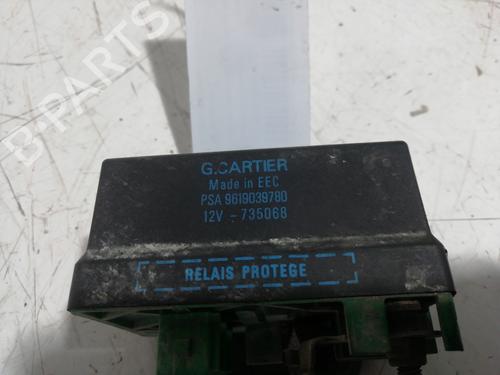 B-PARTS
G.CARTIER
Made in EEC
PSA 9619039780
12V - 735068
RELAIS PROTEGE